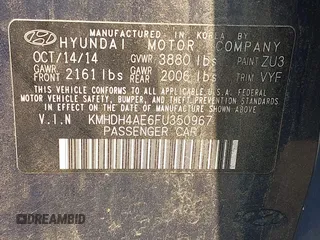 MANUFACTURED BY: KOREA
HYUNDAI MOTOR COMPANY
OCT/14/14 GVWR 3880 lbs PAINT ZU3
GAWR FRONT 2161 lbs GAWR REAR 2006 lbs TRIM VYF
THIS VEHICLE CONFORMS TO ALL APPLICABLE
FEDERAL MOTOR VEHICLE SAFETY, BUMPER, AND THEFT
PREVENTION STANDARDS IN EFFECT ON THE DATE OF
MANUFACTURE SHOWN ABOVE.
V.I.N KMHDH4AE6FU350967
PASSENGER CAR
DREAMBID